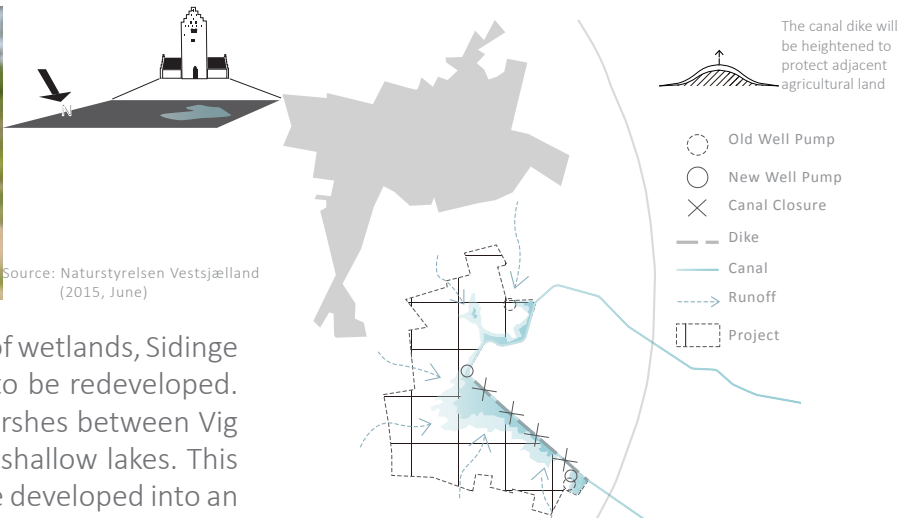 N
Source: Naturstyrelsen Vestsjælland
(2015, June)
of wetlands, Sidinge
to be redeveloped.
rshes between Vig
shallow lakes. This
e developed into an
The canal dike will
be heightened to
protect adjacent
agricultural land
Old Well Pump
New Well Pump
Canal Closure
Dike
Canal
Runoff
Project